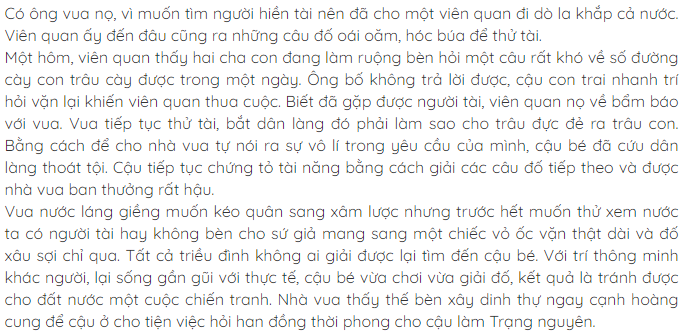 Có ông vua nọ, vì muốn tìm người hiền tài nên đã cho một viên quan đi dò la khắp cả nước.
Viên quan ấy đến đâu cũng ra những câu đố oái oăm, hóc búa để thử tài.
Một hôm, viên quan thấy hai cha con đang làm ruộng bèn hỏi một câu rất khó về số đường
cày con trâu cày được trong một ngày. Ông bố không trả lời được, cậu con trai nhanh trí
hỏi vặn lại khiến viên quan thua cuộc. Biết đã gặp được người tài, viên quan nọ về bẩm báo
với vua. Vua tiếp tục thử tài, bắt dân làng đó phải làm sao cho trâu đực đẻ ra trâu con.
Bằng cách để cho nhà vua tự nói ra sự vô lí trong yêu cầu của mình, cậu bé đã cứu dân
làng thoát tội. Cậu tiếp tục chứng tỏ tài năng bằng cách giải các câu đố tiếp theo và được
nhà vua ban thưởng rất hậu.
Vua nước láng giềng muốn kéo quân sang xâm lược nhưng trước hết muốn thử xem nước
ta có người tài hay không bèn cho sứ giả mang sang một chiếc vỏ ốc vặn thật dài và đố
xâu sợi chỉ qua. Tất cả triều đình không ai giải được lại tìm đến cậu bé. Với trí thông minh
khác người, lại sống gần gũi với thực tế, cậu bé vừa chơi vừa giải đố, kết quả là tránh được
cho đất nước một cuộc chiến tranh. Nhà vua thấy thế bèn xây dinh thự ngay cạnh hoàng
cung để cậu ở cho tiện việc hỏi han đồng thời phong cho cậu làm Trạng nguyên.